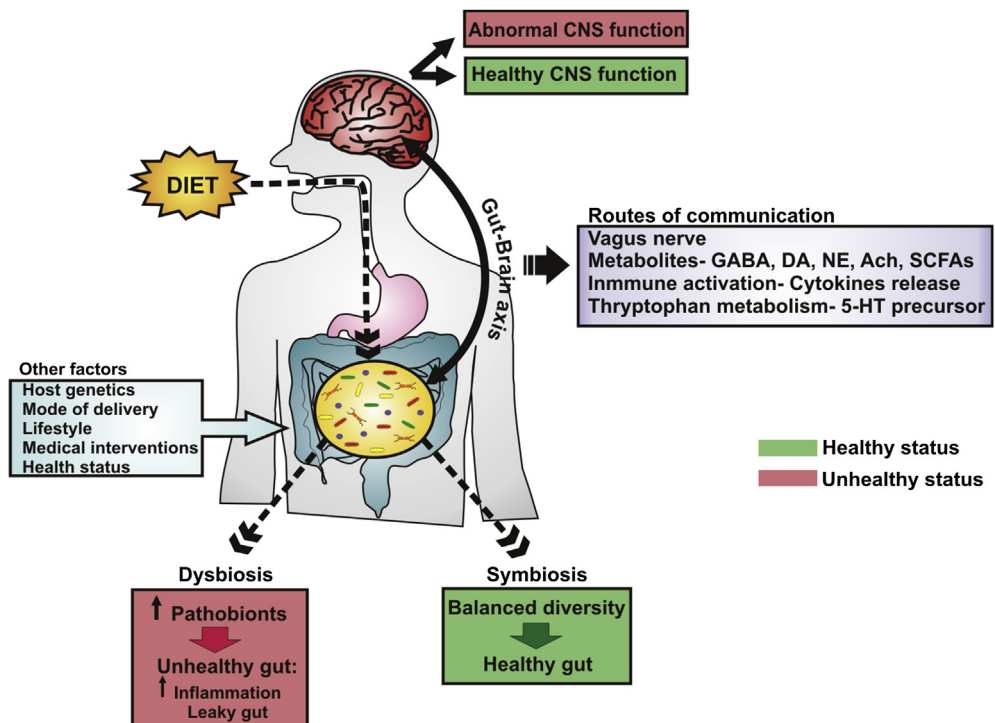 Abnormal CNS function
Healthy CNS function
DIET
Gut-Brain axis
Routes of communication
Vagus nerve
Metabolites- GABA, DA, NE, Ach, SCFAs
Inmmune activation- Cytokines release
Thryptophan metabolism- 5-HT precursor
Other factors
Host genetics
Mode of delivery
Lifestyle
Medical interventions
Health status
Healthy status
Unhealthy status
Dysbiosis
Pathobionts
Unhealthy gut:
Inflammation
Leaky gut
Symbiosis
Balanced diversity
Healthy gut